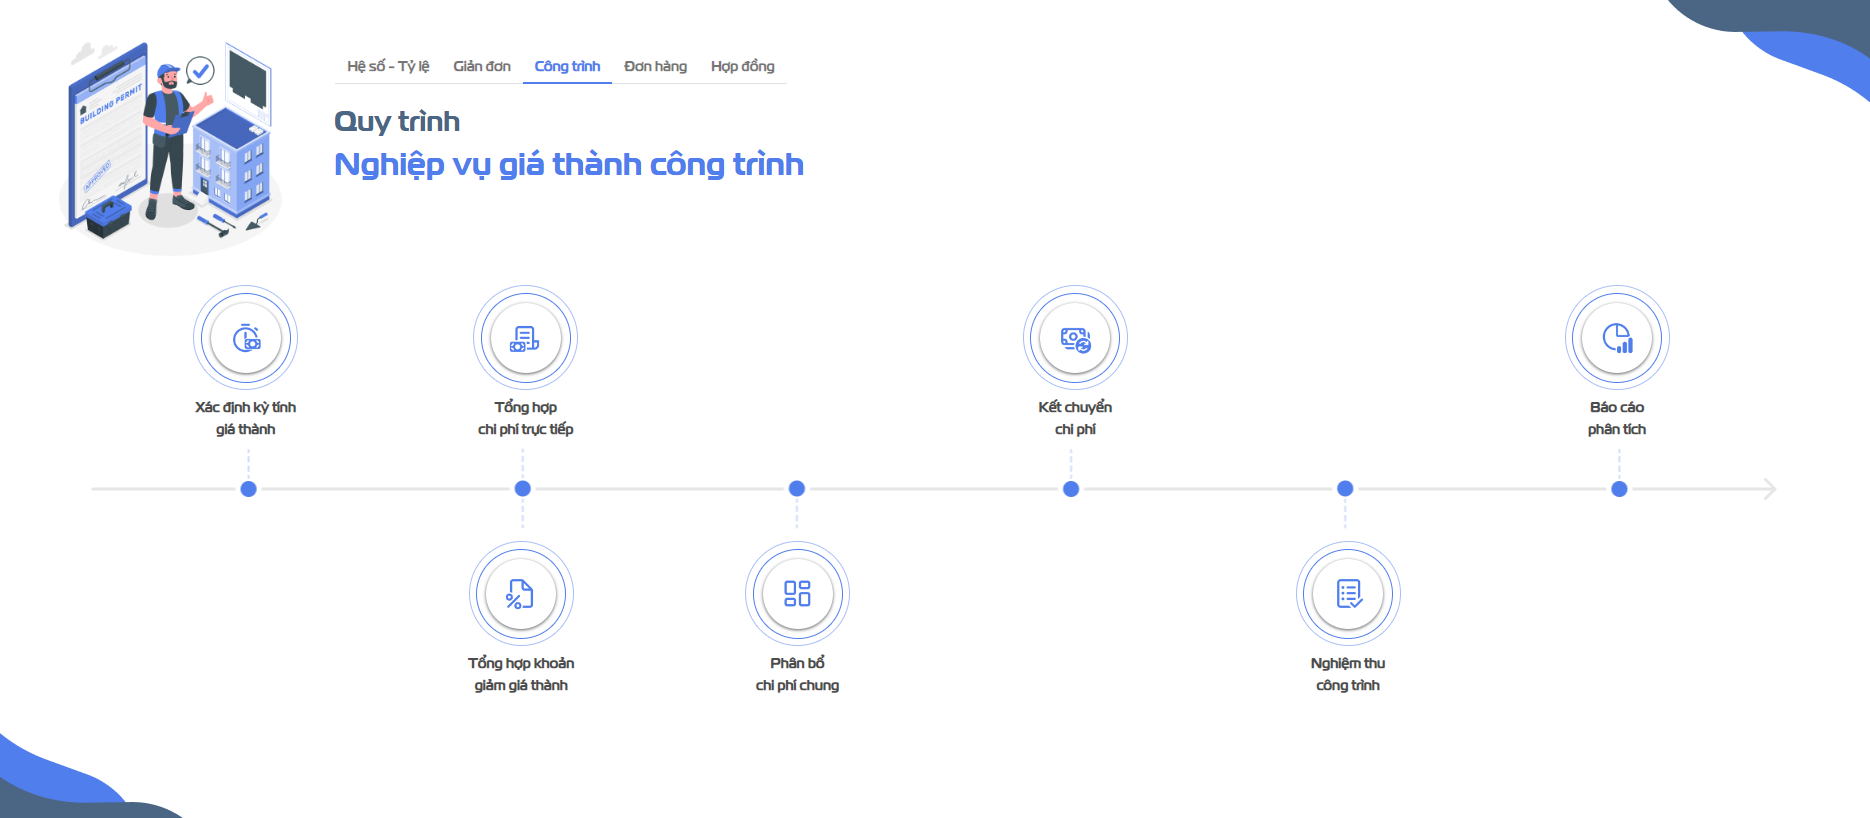 BUILDING PERMIT
APPROVED
Hệ số - Tỷ lệ
Giản đơn
Công trình
Đơn hàng
Hợp đồng
Quy trình
Nghiệp vụ giá thành công trình
Xác định kỳ tính
giá thành
Tổng hợp
chi phí trực tiếp
Kết chuyển
chi phí
Báo cáo
phân tích
Tổng hợp khoản
giảm giá thành
Phân bổ
chi phí chung
Nghiệm thu
công trình